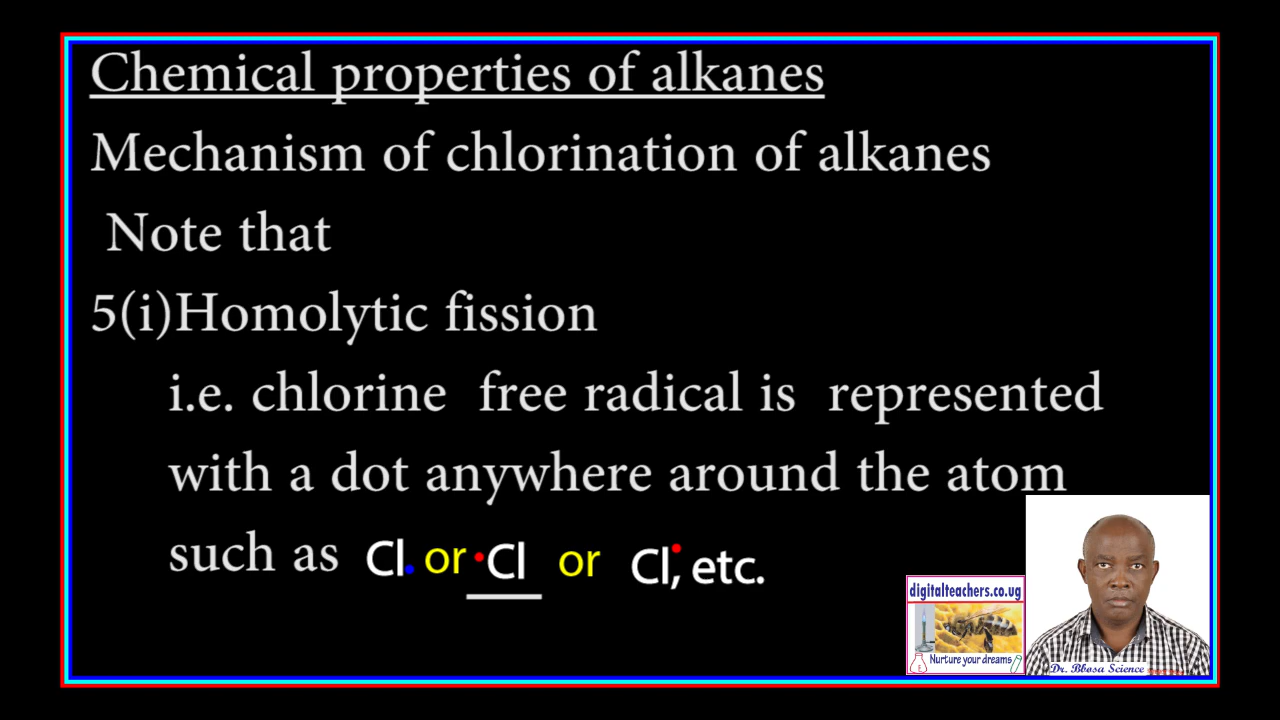 Chemical properties of alkanes
Mechanism of chlorination of alkanes
Note that
5(i)Homolytic fission
i.e. chlorine free radical is represented
with a dot anywhere around the atom
such as Cl. or •Cl or Cl•, etc.
digitalteachers.co.ug
Nurture your dreams
Dr. Bbosa Science